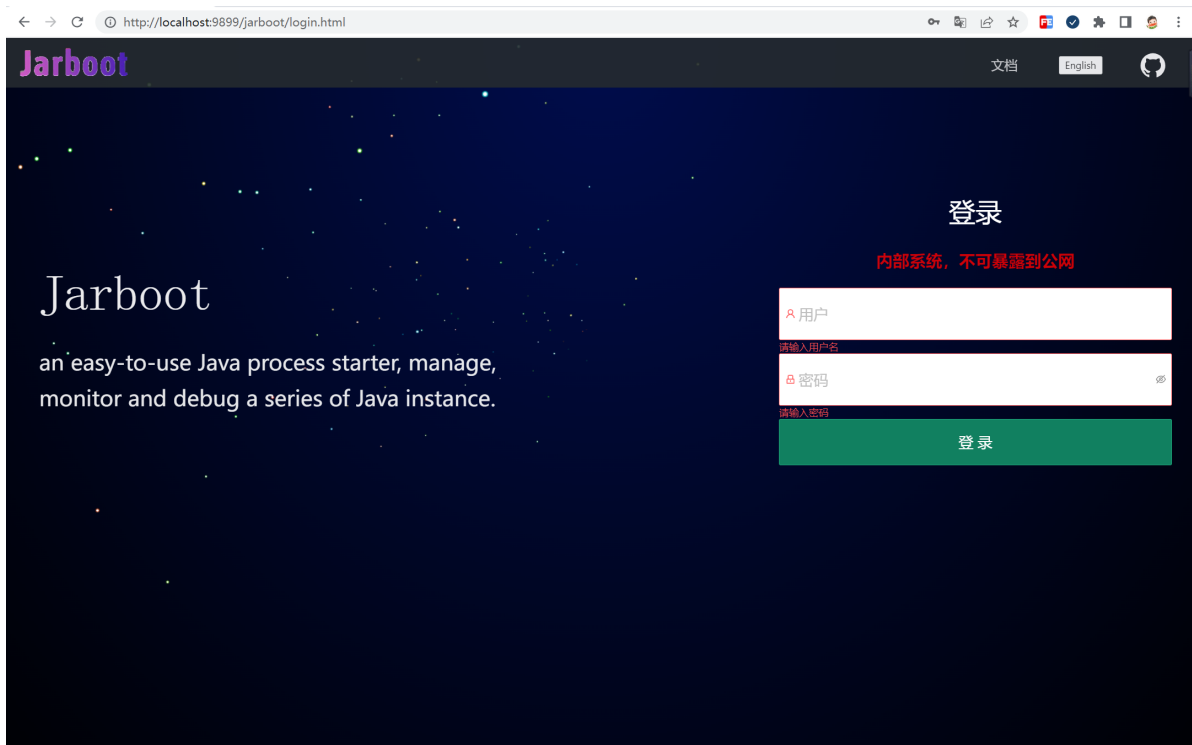 http://localhost:9899/jarboot/login.html
Jarboot
文档
English
登录
内部系统，不可暴露到公网
Jarboot
an easy-to-use Java process starter, manage,
monitor and debug a series of Java instance.
用户
请输入用户名
密码
请输入密码
登 录